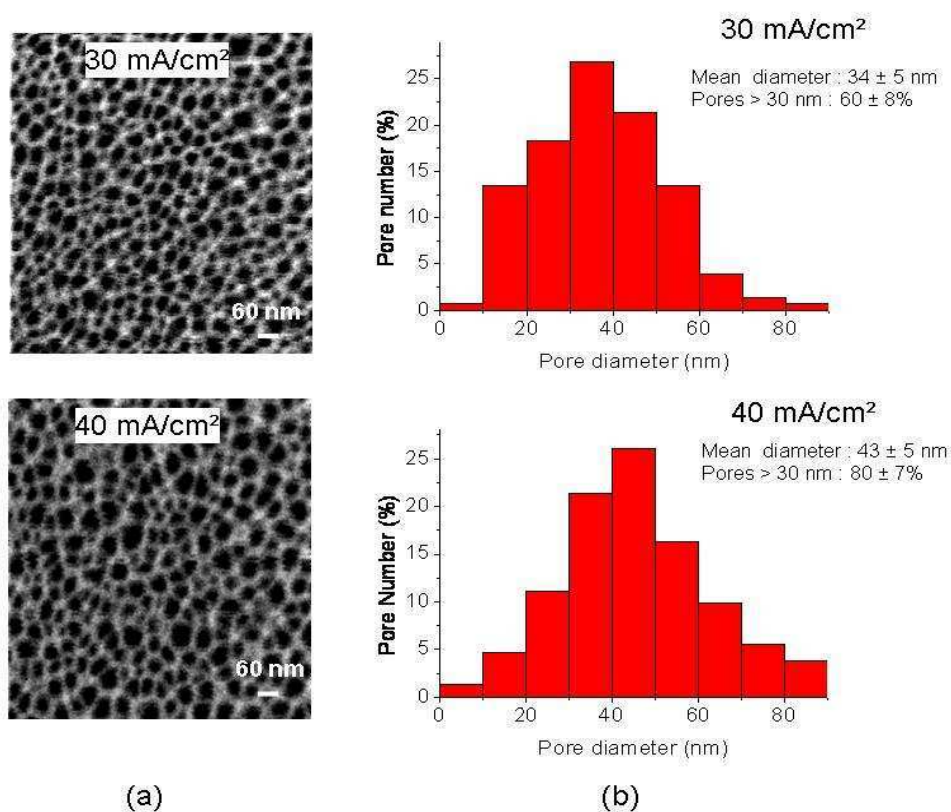 30 mA/cm²
60 nm
30 mA/cm²
Mean diameter : 34 ± 5 nm
Pores > 30 nm : 60 ± 8%
Pore number (%)
25
20
15
10
5
0
0 20 40 60 80
Pore diameter (nm)
40 mA/cm²
60 nm
40 mA/cm²
Mean diameter : 43 ± 5 nm
Pores > 30 nm : 80 ± 7%
Pore Number (%)
25
20
15
10
5
0
0 20 40 60 80
Pore diameter (nm)
(a)
(b)